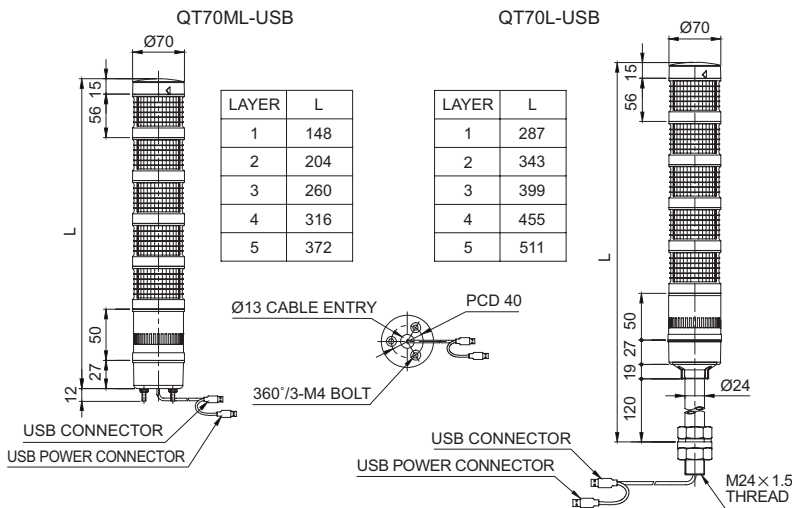 QT70ML-USB
Ø70
15
56
L
50
27
12
USB CONNECTOR
USB POWER CONNECTOR
LAYER L
1 148
2 204
3 260
4 316
5 372
Ø13 CABLE ENTRY
PCD 40
360°/3-M4 BOLT
QT70L-USB
LAYER L
1 287
2 343
3 399
4 455
5 511
Ø70
15
56
L
50
27
19
120
Ø24
USB CONNECTOR
USB POWER CONNECTOR
M24×1.5
THREAD